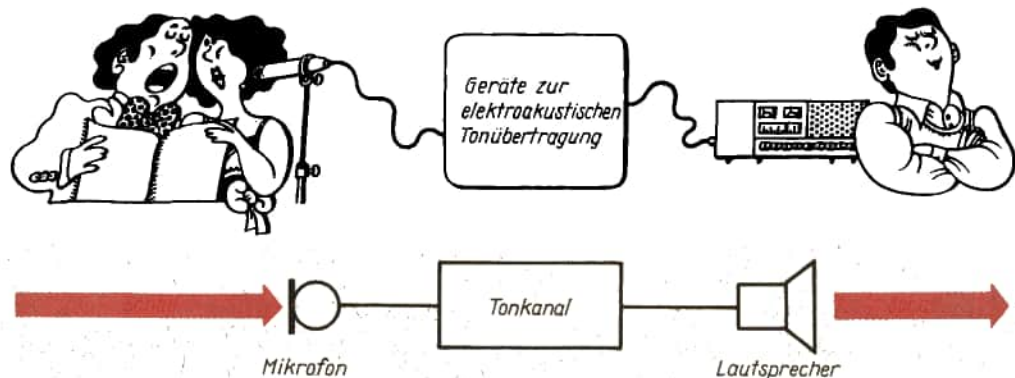 Geräte zur
elektroakustischen
Tonübertragung
Tonkanal
Mikrofon
Lautsprecher